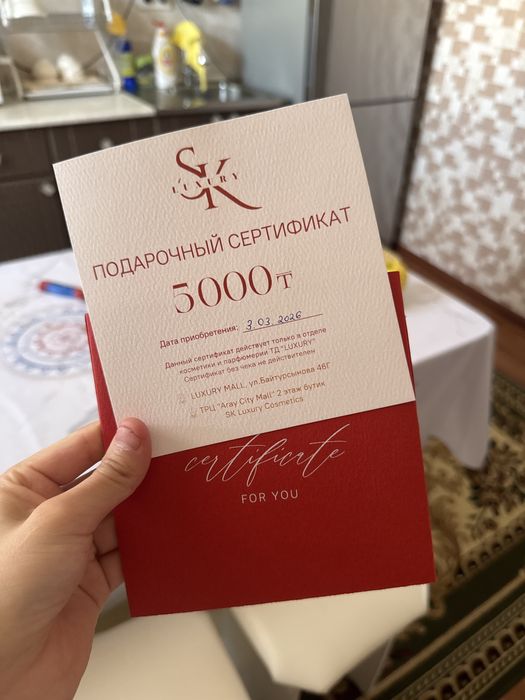 SK
LUXURY
ПОДАРОЧНЫЙ СЕРТИФИКАТ
5000₸
Дата приобретения: 3.03.2026
Данный сертификат действует только в отделе
косметики и парфюмерии ТД "LUXURY"
Сертификат без чека не действителен
LUXURY MALL, ул.Байтурсынова 46Г
ТРЦ "Aray City Mall" 2 этаж бутик
SK Luxury Cosmetics
certificate
FOR YOU